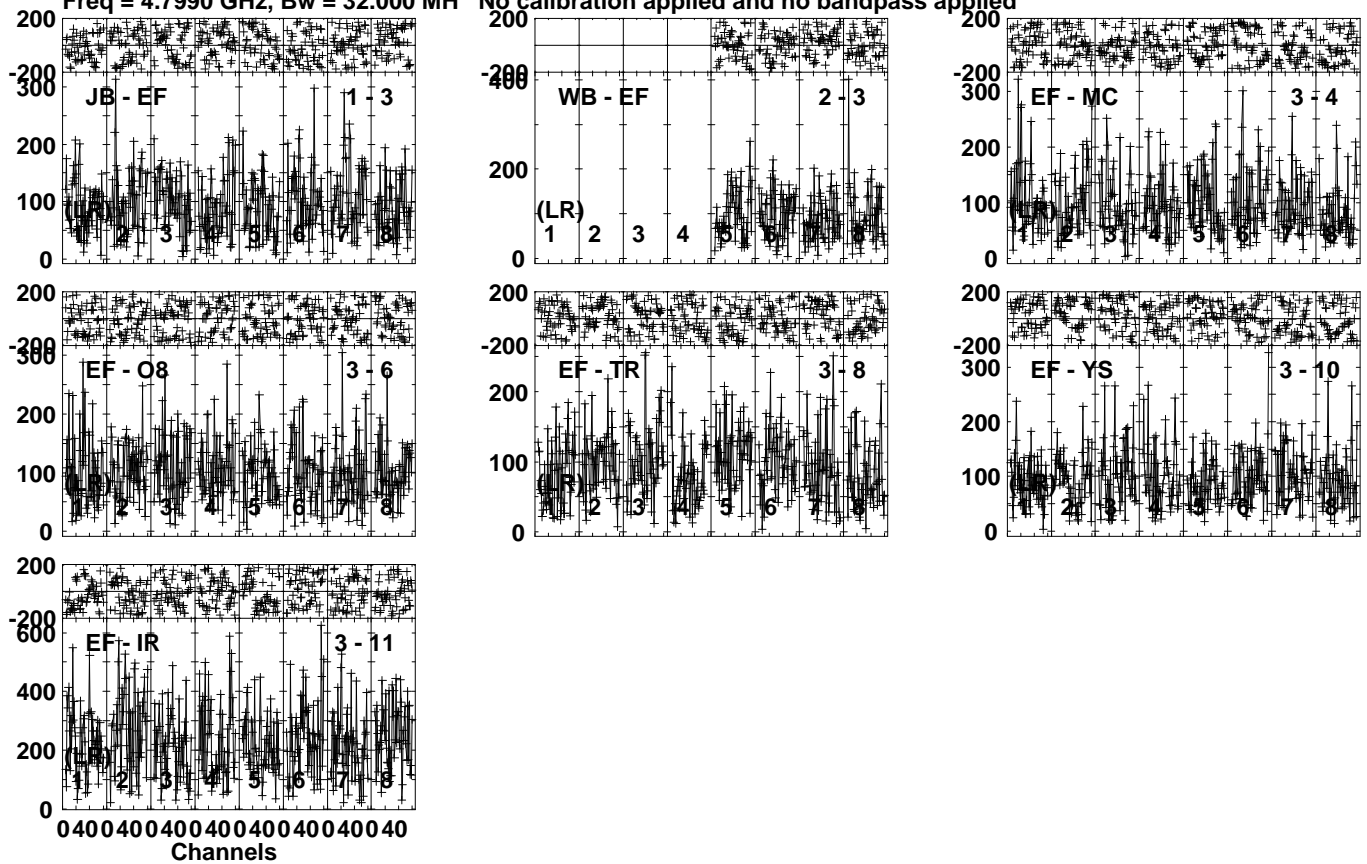 Freq = 4.7990 GHz, Bw = 32.000 MH No calibration applied and no bandpass applied
200 200 200
-200 -200 -200
300 400 300
JB - EF 1 - 3 WB - EF 2 - 3 EF - MC 3 - 4
200 200 200
100 100
(LR) (LR) (LR)
1 2 3 4 5 6 7 8 1 2 3 4 5 6 7 8 1 2 3 4 5 6 7 8
0 0 0
200 200 200
-200 -200 -200
300 300
EF - O8 3 - 6 EF - TR 3 - 8 EF - YS 3 - 10
200 200 200
100 100 100
(LR) (LR) (LR)
1 2 3 4 5 6 7 8 1 2 3 4 5 6 7 8 1 2 3 4 5 6 7 8
0 0 0
200
-200
600
EF - IR 3 - 11
400
200
(LR)
1 2 3 4 5 6 7 8
0
0 40 0 40 0 40 0 40 0 40 0 40 0 40 0 40
Channels